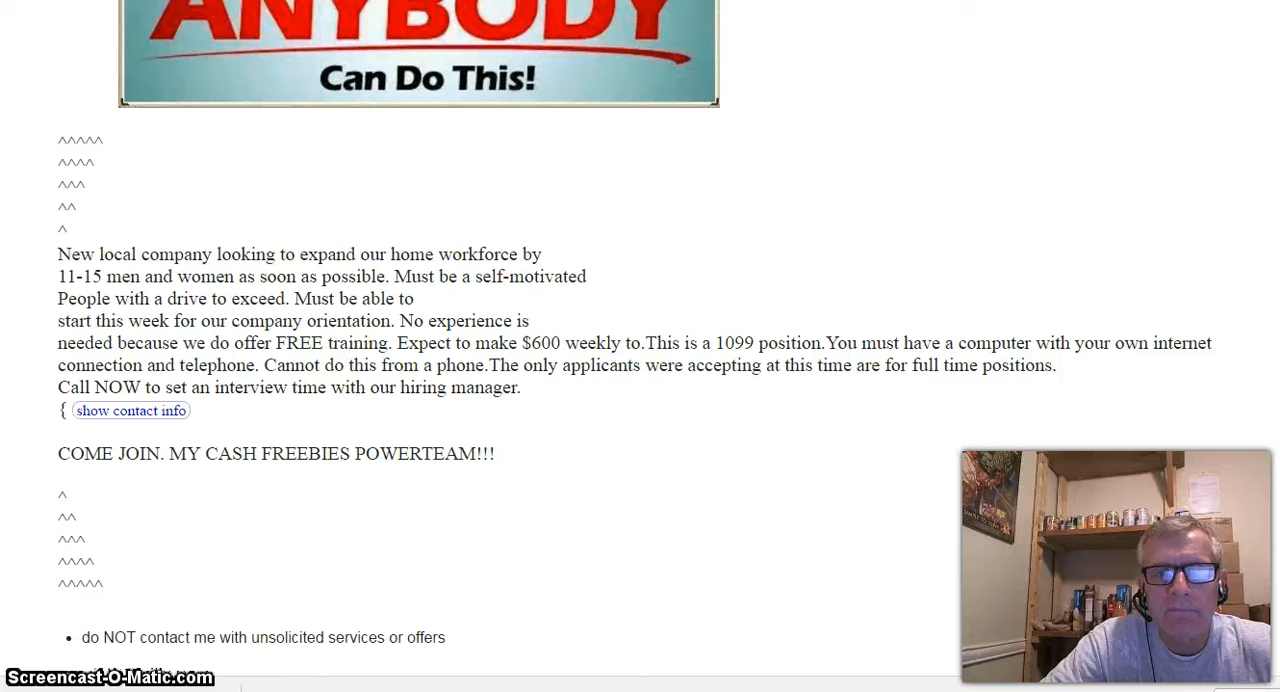 ANYBODY
Can Do This!
^^^^^
^^^^
^^^
^^
^
New local company looking to expand our home workforce by
11-15 men and women as soon as possible. Must be a self-motivated
People with a drive to exceed. Must be able to
start this week for our company orientation. No experience is
needed because we do offer FREE training. Expect to make $600 weekly to.This is a 1099 position.You must have a computer with your own internet
connection and telephone. Cannot do this from a phone.The only applicants were accepting at this time are for full time positions.
Call NOW to set an interview time with our hiring manager.
{ show contact info
COME JOIN. MY CASH FREEBIES POWERTEAM!!!
^
^^
^^^
^^^^
^^^^^
• do NOT contact me with unsolicited services or offers
Screencast-O-Matic.com